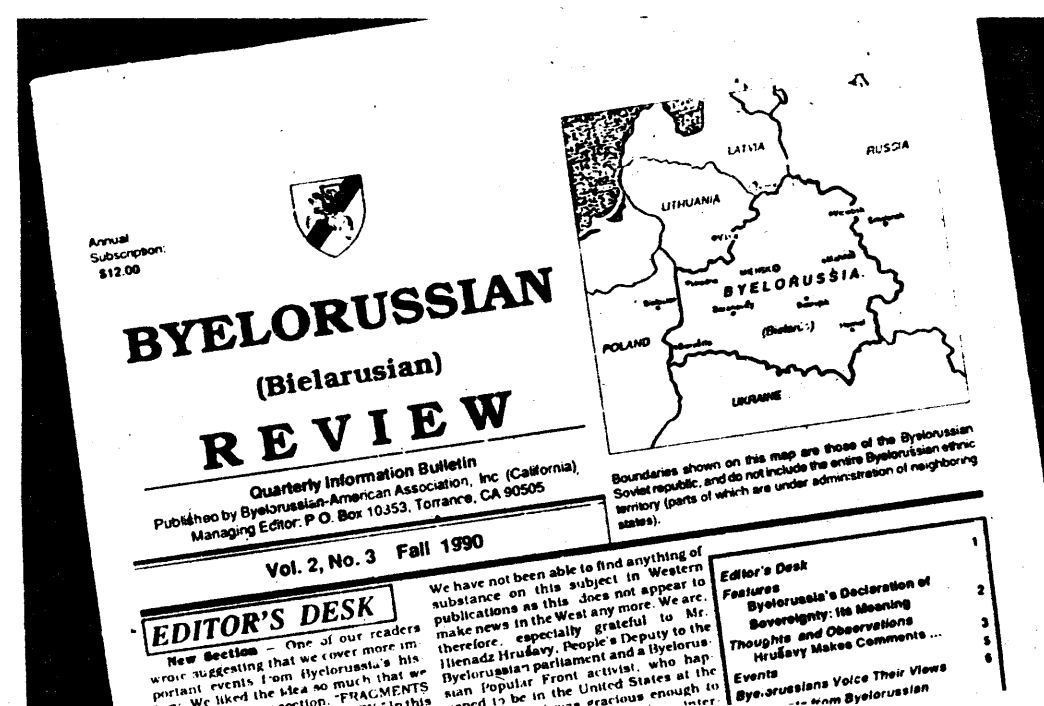 Annual
Subscription:
$12.00
BYELORUSSIAN
(Bielarusian)
REVIEW
Quarterly Information Bulletin
Published by Byelorussian-American Association, Inc (California),
Managing Editor: P O. Box 10353, Torrance, CA 90505
LATVIA
RUSSIA
LITHUANIA
MENSK
BYELORUSSIA
POLAND
UKRAINE
Boundaries shown on this map are those of the Byelorussian
Soviet republic, and do not include the entire Byelorussian ethnic
territory (parts of which are under administration of neighboring
states).
Vol. 2, No. 3 Fall 1990
EDITOR'S DESK
New Section – One of our readers
wrote suggesting that we cover more im-
portant events from Byelorussia's his-
We liked the idea so much that we
section, "FRAGMENTS
In this
We have not been able to find anything of
substance on this subject in Western
publications as this does not appear to
make news in the West any more. We are,
therefore, especially grateful to Mr.
Hienadz Hrušavy, People's Deputy to the
Byelorussian parliament and a Byelorus-
sian Popular Front activist, who hap-
to be in the United States at the
was gracious enough to
Editor's Desk 1
Features
Byelorussia's Declaration of
Sovereignty: Its Meaning 2
Thoughts and Observations
Hrušavy Makes Comments ... 3
Events 5
Byelorussians Voice Their Views 6
from Byelorussian